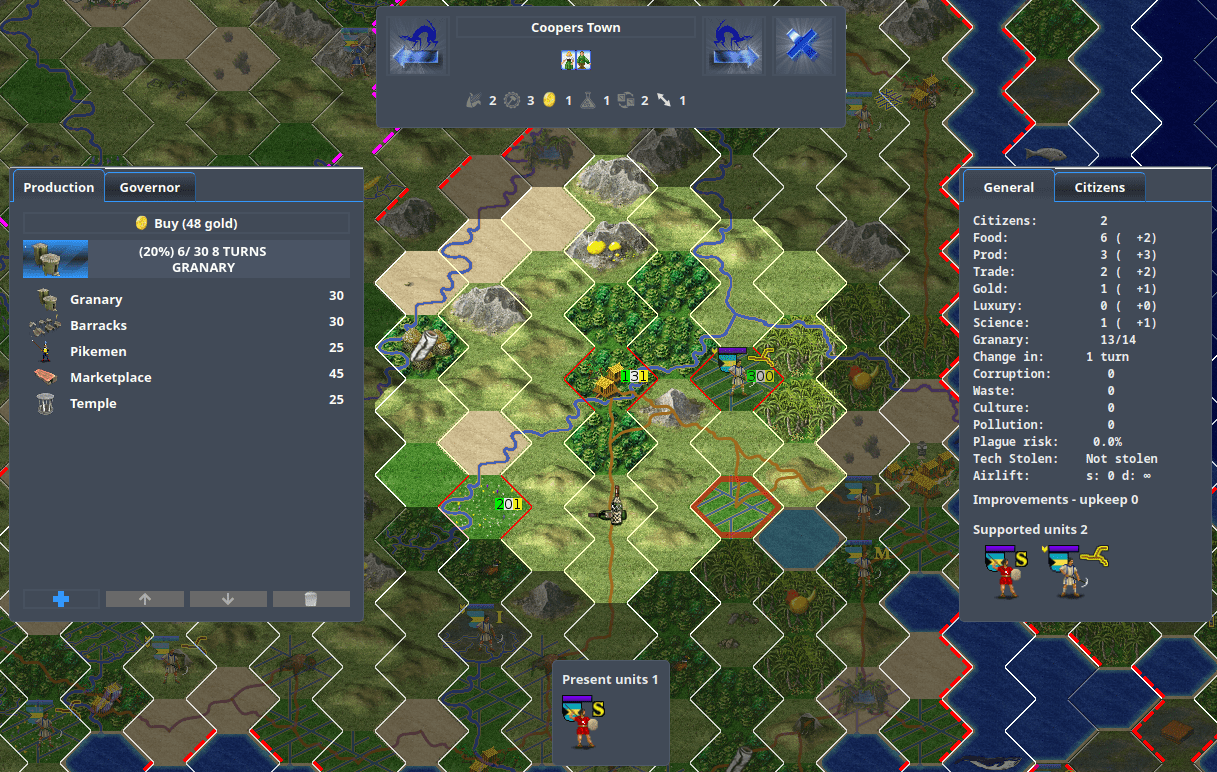 Coopers Town
2 3 1 1 2 1
Production Governor
Buy (48 gold)
(20%) 6/ 30 8 TURNS
GRANARY
Granary 30
Barracks 30
Pikemen 25
Marketplace 45
Temple 25
131
300
201
I
M
I
General Citizens
Citizens: 2
Food: 6 ( +2)
Prod: 3 ( +3)
Trade: 2 ( +2)
Gold: 1 ( +1)
Luxury: 0 ( +0)
Science: 1 ( +1)
Granary: 13/14
Change in: 1 turn
Corruption: 0
Waste: 0
Culture: 0
Pollution: 0
Plague risk: 0.0%
Tech Stolen: Not stolen
Airlift: s: 0 d: ∞
Improvements - upkeep 0
Supported units 2
S
Present units 1
S